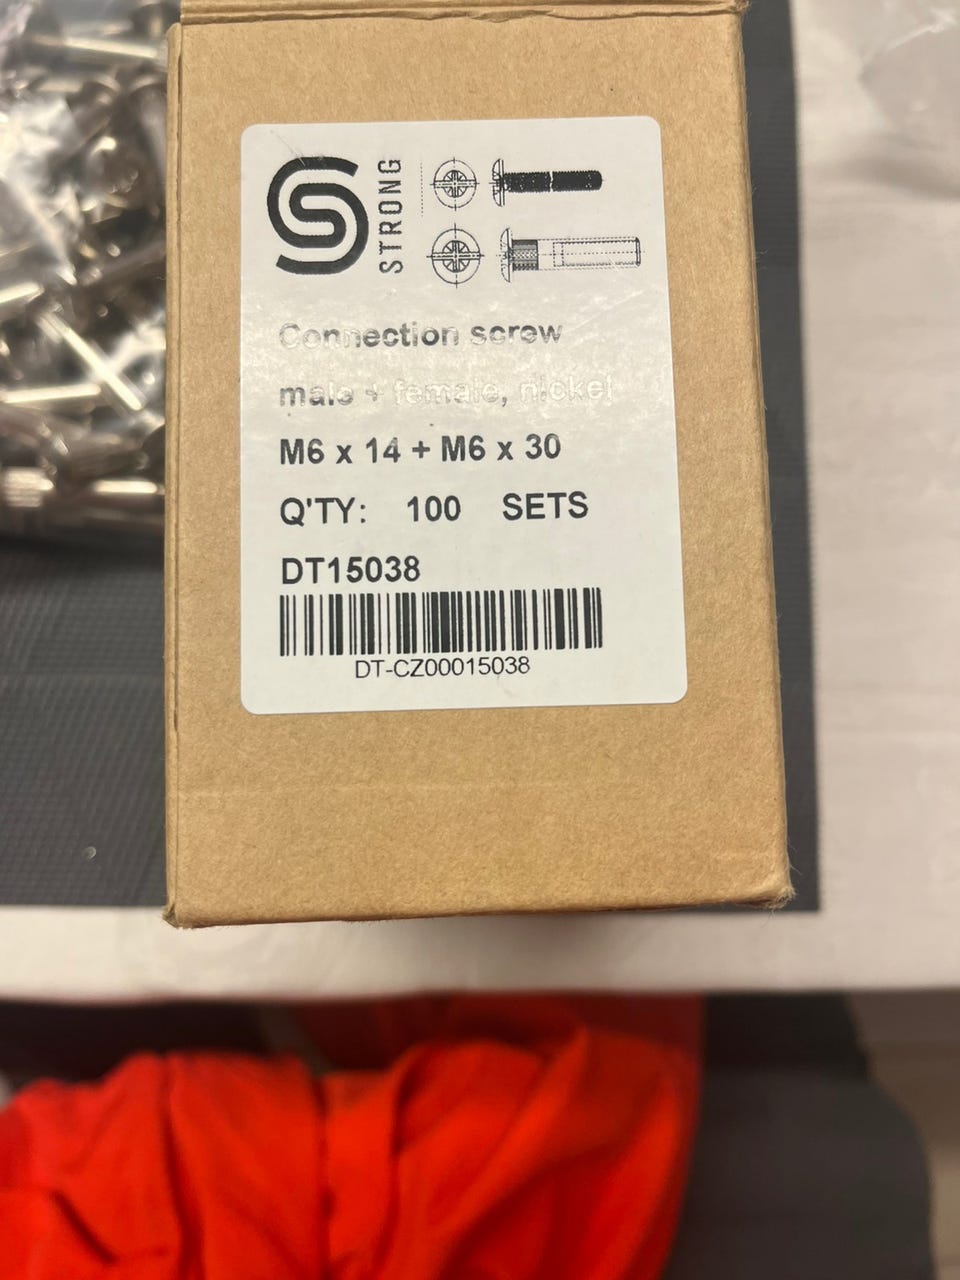 STRONG
Connection screw
male + female, nickel
M6 x 14 + M6 x 30
Q'TY: 100 SETS
DT15038
DT-CZ00015038